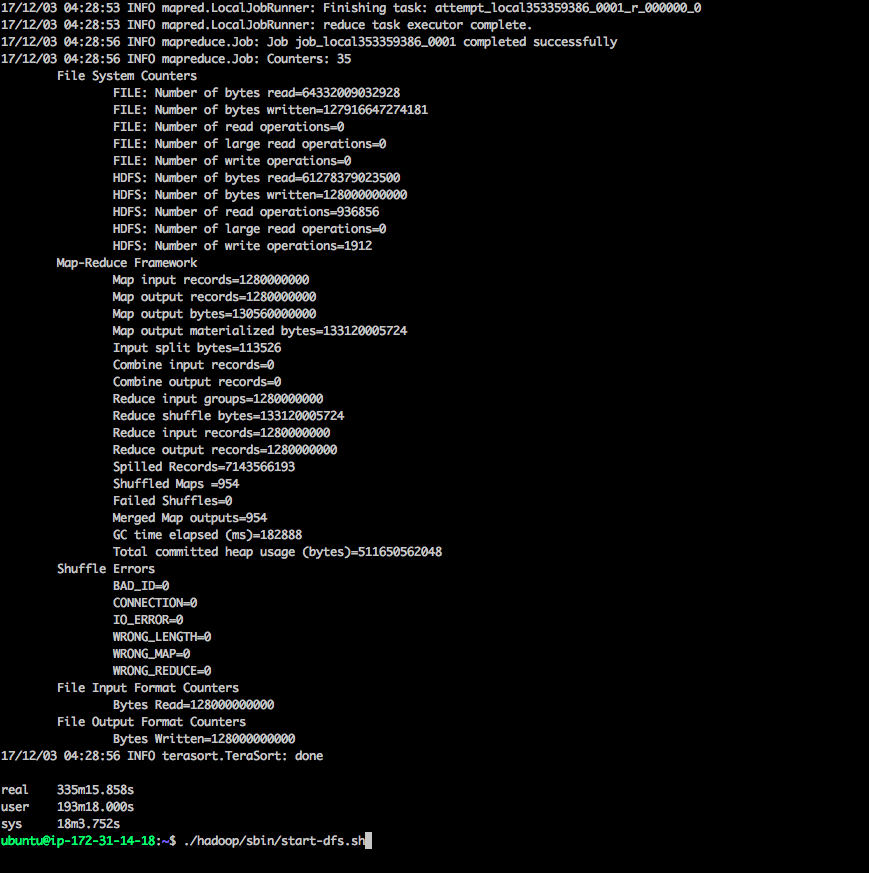 17/12/03 04:28:53 INFO mapred.LocalJobRunner: Finishing task: attempt_local353359386_0001_r_000000_0
17/12/03 04:28:53 INFO mapred.LocalJobRunner: reduce task executor complete.
17/12/03 04:28:56 INFO mapreduce.Job: Job job_local353359386_0001 completed successfully
17/12/03 04:28:56 INFO mapreduce.Job: Counters: 35
File System Counters
FILE: Number of bytes read=64332009032928
FILE: Number of bytes written=127916647274181
FILE: Number of read operations=0
FILE: Number of large read operations=0
FILE: Number of write operations=0
HDFS: Number of bytes read=61278379023500
HDFS: Number of bytes written=128000000000
HDFS: Number of read operations=936856
HDFS: Number of large read operations=0
HDFS: Number of write operations=1912
Map-Reduce Framework
Map input records=1280000000
Map output records=1280000000
Map output bytes=130560000000
Map output materialized bytes=133120005724
Input split bytes=113526
Combine input records=0
Combine output records=0
Reduce input groups=1280000000
Reduce shuffle bytes=133120005724
Reduce input records=1280000000
Reduce output records=1280000000
Spilled Records=7143566193
Shuffled Maps =954
Failed Shuffles=0
Merged Map outputs=954
GC time elapsed (ms)=182888
Total committed heap usage (bytes)=511650562048
Shuffle Errors
BAD_ID=0
CONNECTION=0
IO_ERROR=0
WRONG_LENGTH=0
WRONG_MAP=0
WRONG_REDUCE=0
File Input Format Counters
Bytes Read=128000000000
File Output Format Counters
Bytes Written=128000000000
17/12/03 04:28:56 INFO terasort.TeraSort: done
real 335m15.858s
user 193m18.000s
sys 18m3.752s
ubuntu@ip-172-31-14-18:~$ ./hadoop/sbin/start-dfs.sh